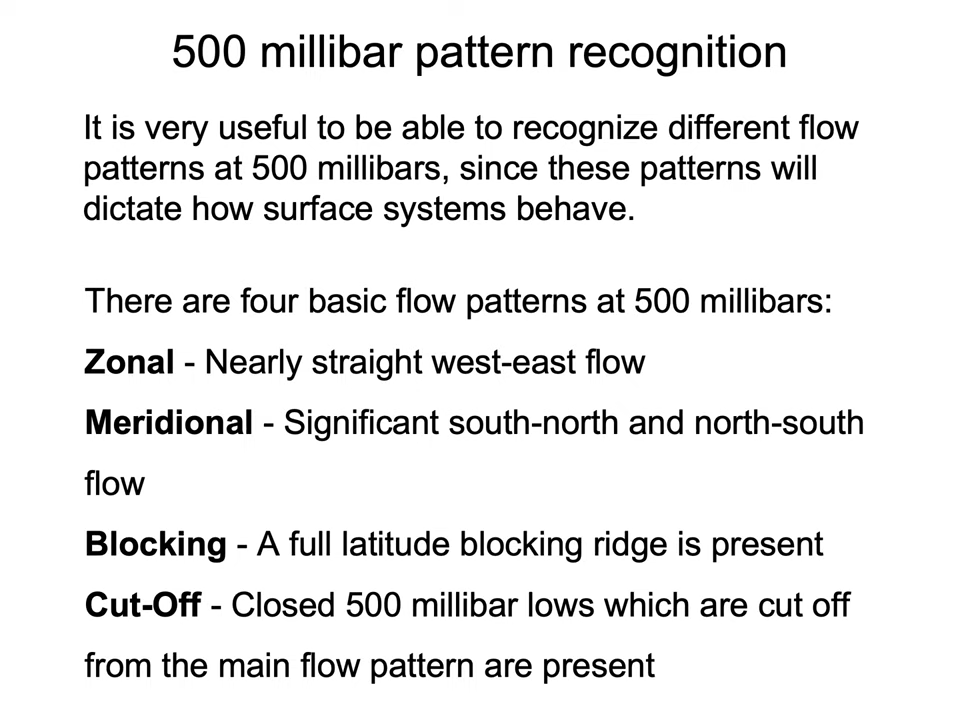 500 millibar pattern recognition
It is very useful to be able to recognize different flow
patterns at 500 millibars, since these patterns will
dictate how surface systems behave.
There are four basic flow patterns at 500 millibars:
Zonal - Nearly straight west-east flow
Meridional - Significant south-north and north-south
flow
Blocking - A full latitude blocking ridge is present
Cut-Off - Closed 500 millibar lows which are cut off
from the main flow pattern are present